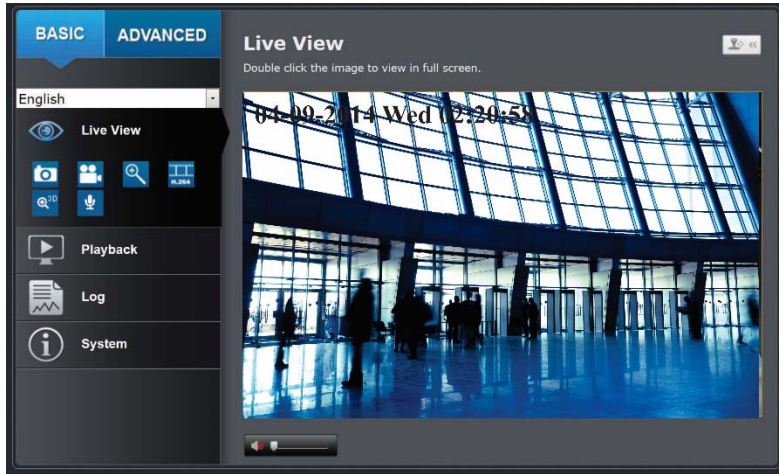 BASIC
ADVANCED
English
Live View
H.264
3D
Playback
Log
System
Live View
Double click the image to view in full screen.
04-09-2014 Wed 02:20:58